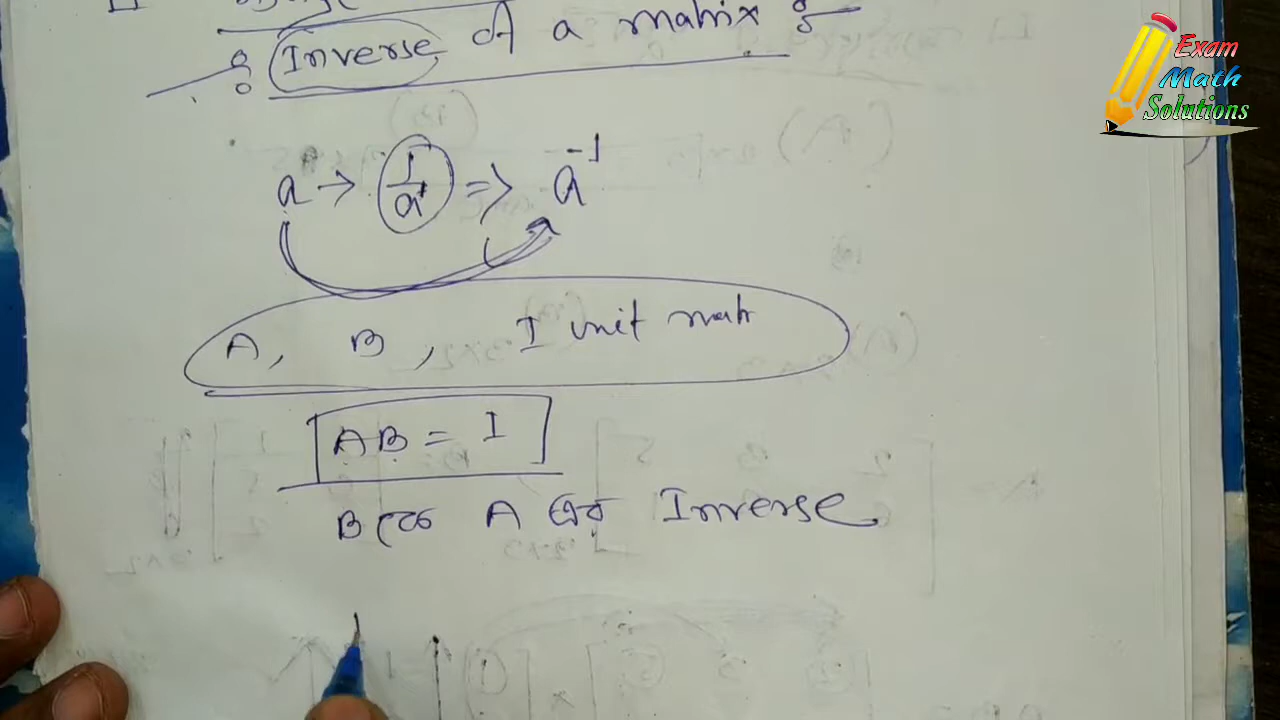 Inverse of a matrix :
a → 1/a => a⁻¹
A, B, I unit matr
AB = I
B কে A এর Inverse
Exam
Math
Solutions